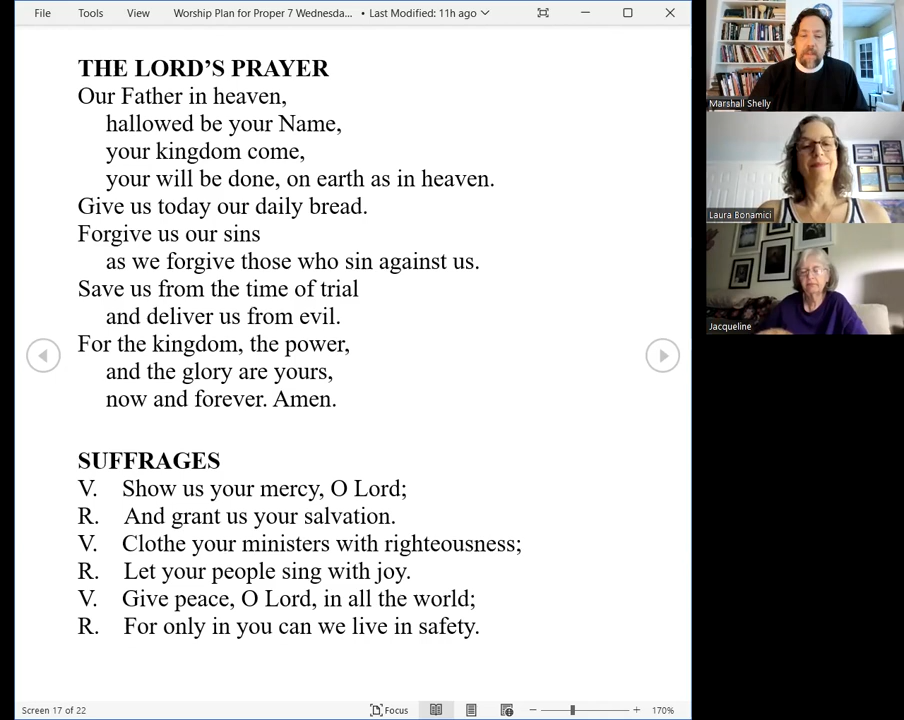 File Tools View Worship Plan for Proper 7 Wednesda... • Last Modified: 11h ago
THE LORD'S PRAYER
Our Father in heaven,
hallowed be your Name,
your kingdom come,
your will be done, on earth as in heaven.
Give us today our daily bread.
Forgive us our sins
as we forgive those who sin against us.
Save us from the time of trial
and deliver us from evil.
For the kingdom, the power,
and the glory are yours,
now and forever. Amen.
SUFFRAGES
V. Show us your mercy, O Lord;
R. And grant us your salvation.
V. Clothe your ministers with righteousness;
R. Let your people sing with joy.
V. Give peace, O Lord, in all the world;
R. For only in you can we live in safety.
Screen 17 of 22 Focus 170%
Marshall Shelly
Laura Bonamici
Jacqueline